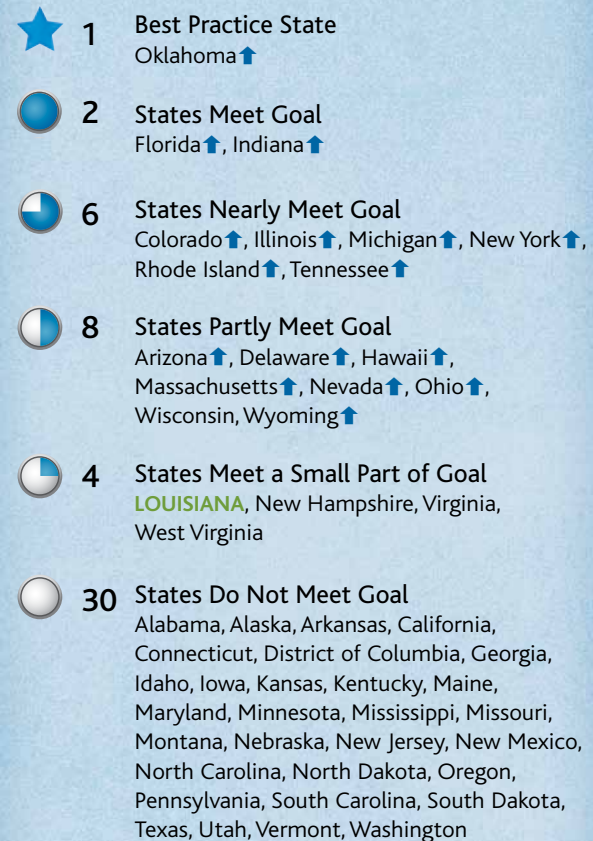 1 Best Practice State
Oklahoma⬆
2 States Meet Goal
Florida⬆, Indiana⬆
6 States Nearly Meet Goal
Colorado⬆, Illinois⬆, Michigan⬆, New York⬆,
Rhode Island⬆, Tennessee⬆
8 States Partly Meet Goal
Arizona⬆, Delaware⬆, Hawaii⬆,
Massachusetts⬆, Nevada⬆, Ohio⬆,
Wisconsin, Wyoming⬆
4 States Meet a Small Part of Goal
LOUISIANA, New Hampshire, Virginia,
West Virginia
30 States Do Not Meet Goal
Alabama, Alaska, Arkansas, California,
Connecticut, District of Columbia, Georgia,
Idaho, Iowa, Kansas, Kentucky, Maine,
Maryland, Minnesota, Mississippi, Missouri,
Montana, Nebraska, New Jersey, New Mexico,
North Carolina, North Dakota, Oregon,
Pennsylvania, South Carolina, South Dakota,
Texas, Utah, Vermont, Washington